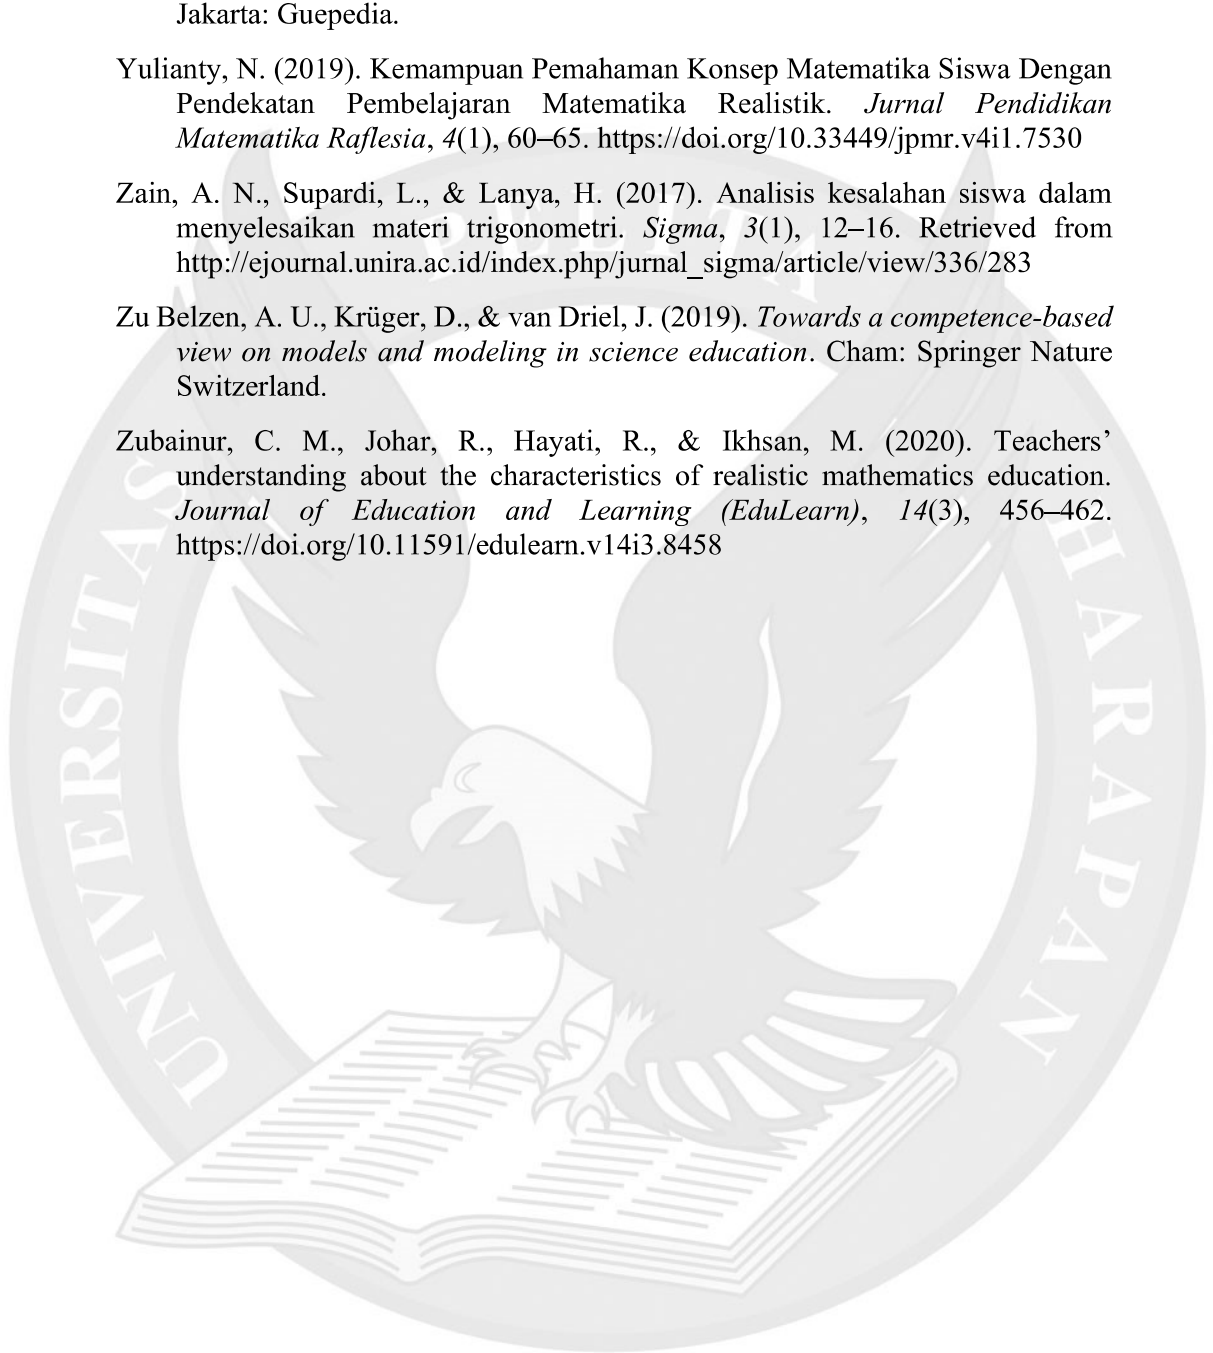 Jakarta: Guepedia.
Yulianty, N. (2019). Kemampuan Pemahaman Konsep Matematika Siswa Dengan
Pendekatan Pembelajaran Matematika Realistik. Jurnal Pendidikan
Matematika Raflesia, 4(1), 60–65. https://doi.org/10.33449/jpmr.v4i1.7530
Zain, A. N., Supardi, L., & Lanya, H. (2017). Analisis kesalahan siswa dalam
menyelesaikan materi trigonometri. Sigma, 3(1), 12–16. Retrieved from
http://ejournal.unira.ac.id/index.php/jurnal_sigma/article/view/336/283
Zu Belzen, A. U., Krüger, D., & van Driel, J. (2019). Towards a competence-based
view on models and modeling in science education. Cham: Springer Nature
Switzerland.
Zubainur, C. M., Johar, R., Hayati, R., & Ikhsan, M. (2020). Teachers’
understanding about the characteristics of realistic mathematics education.
Journal of Education and Learning (EduLearn), 14(3), 456–462.
https://doi.org/10.11591/edulearn.v14i3.8458
UNIVERSITAS PELITA HARAPAN